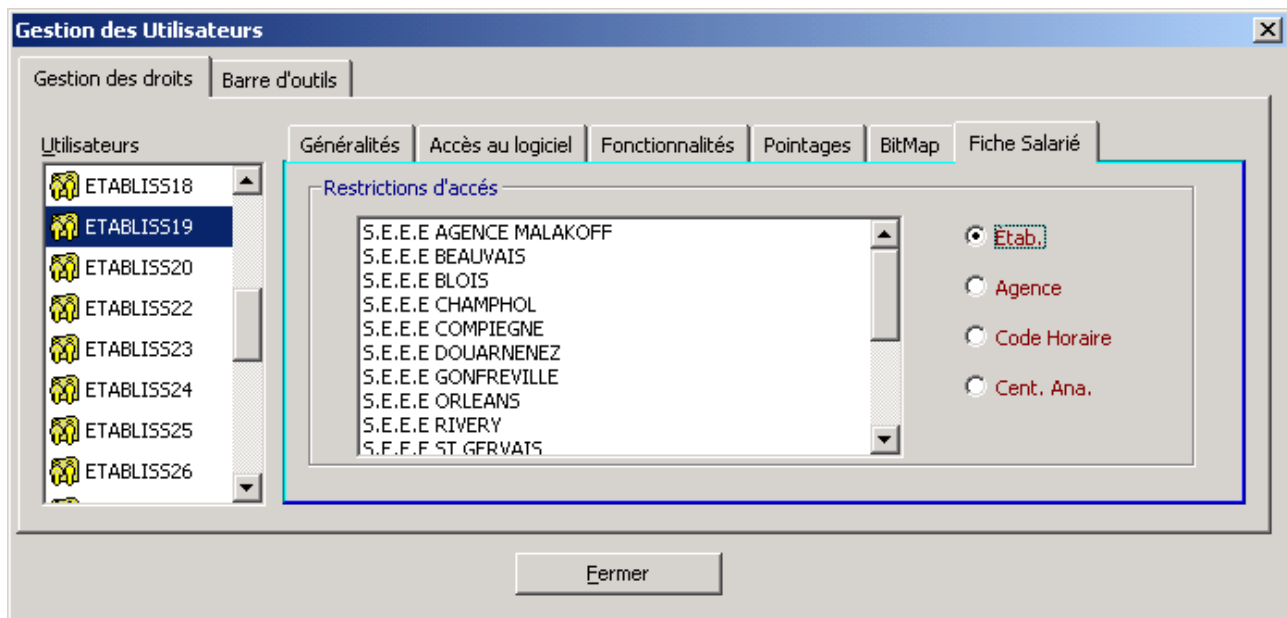 Gestion des Utilisateurs
Gestion des droits
Barre d'outils
Utilisateurs
ETABLISS18
ETABLISS19
ETABLISS20
ETABLISS22
ETABLISS23
ETABLISS24
ETABLISS25
ETABLISS26
Généralités
Accès au logiciel
Fonctionnalités
Pointages
BitMap
Fiche Salarié
Restrictions d'accés
S.E.E.E AGENCE MALAKOFF
S.E.E.E BEAUVAIS
S.E.E.E BLOIS
S.E.E.E CHAMPHOL
S.E.E.E COMPIEGNE
S.E.E.E DOUARNENEZ
S.E.E.E GONFREVILLE
S.E.E.E ORLEANS
S.E.E.E RIVERY
S.E.E.E ST GERVAIS
Etab.
Agence
Code Horaire
Cent. Ana.
Fermer